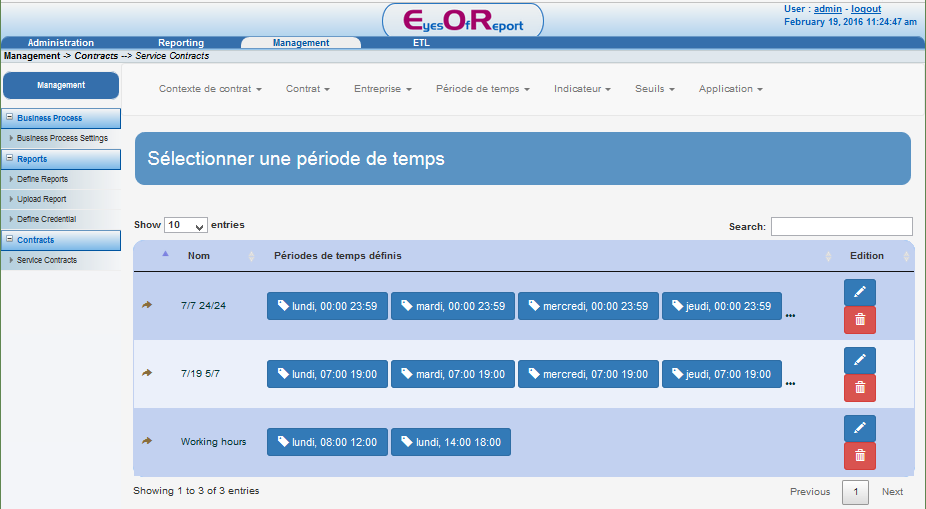 EyesOfReport
User : admin - logout
February 19, 2016 11:24:47 am
Administration Reporting Management ETL
Management -> Contracts --> Service Contracts
Management
Contexte de contrat Contrat Entreprise Période de temps Indicateur Seuils Application
Business Process
Business Process Settings
Reports
Define Reports
Upload Report
Define Credential
Contracts
Service Contracts
Sélectionner une période de temps
Show 10 entries
Search:
Nom Périodes de temps définis Edition
7/7 24/24 lundi, 00:00 23:59 mardi, 00:00 23:59 mercredi, 00:00 23:59 jeudi, 00:00 23:59 ...
7/19 5/7 lundi, 07:00 19:00 mardi, 07:00 19:00 mercredi, 07:00 19:00 jeudi, 07:00 19:00 ...
Working hours lundi, 08:00 12:00 lundi, 14:00 18:00
Showing 1 to 3 of 3 entries
Previous 1 Next